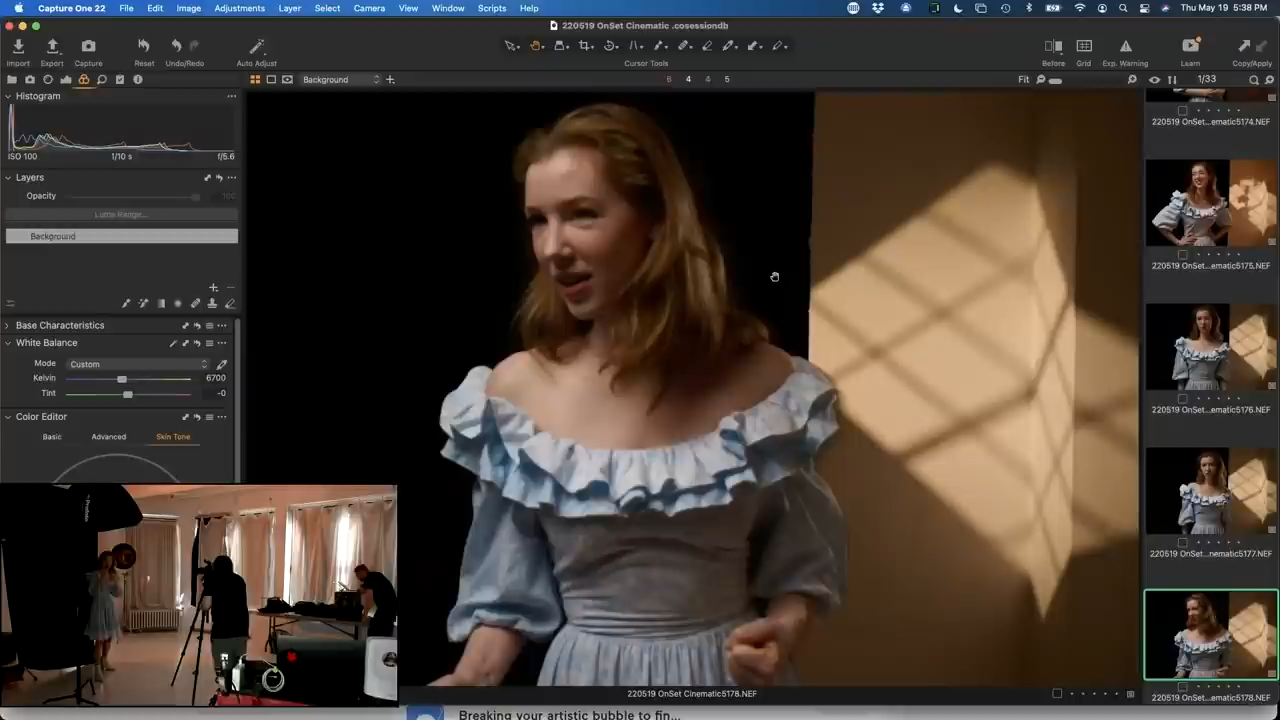 Capture One 22 File Edit Image Adjustments Layer Select Camera View Window Scripts Help Thu May 19 5:38 PM
220519 OnSet Cinematic .cosessiondb
Import Export Capture Reset Undo/Redo Auto Adjust Cursor Tools Before Grid Exp. Warning Learn Copy/Apply
Background 6 4 4 5 Fit 1/33
Histogram
ISO 100 1/10 s f/5.6
Layers
Opacity 100
Luma Range...
Background
Base Characteristics
White Balance
Mode Custom
Kelvin 6700
Tint -0
Color Editor
Basic Advanced Skin Tone
220519 OnSet...ematic5174.NEF
220519 OnSet...ematic5175.NEF
220519 OnSet...ematic5176.NEF
220519 OnSet...nematic5177.NEF
220519 OnSet...ematic5178.NEF
220519 OnSet Cinematic5178.NEF
Breaking your artistic bubble to fin...